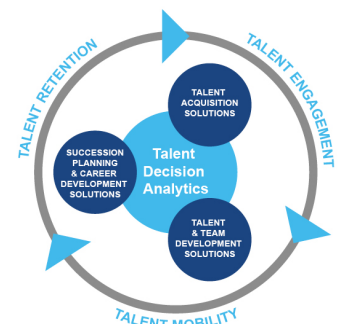 TALENT RETENTION
TALENT ENGAGEMENT
TALENT
ACQUISITION
SOLUTIONS
SUCCESSION
PLANNING
& CAREER
DEVELOPMENT
SOLUTIONS
Talent
Decision
Analytics
TALENT
& TEAM
DEVELOPMENT
SOLUTIONS
TALENT MOBILITY